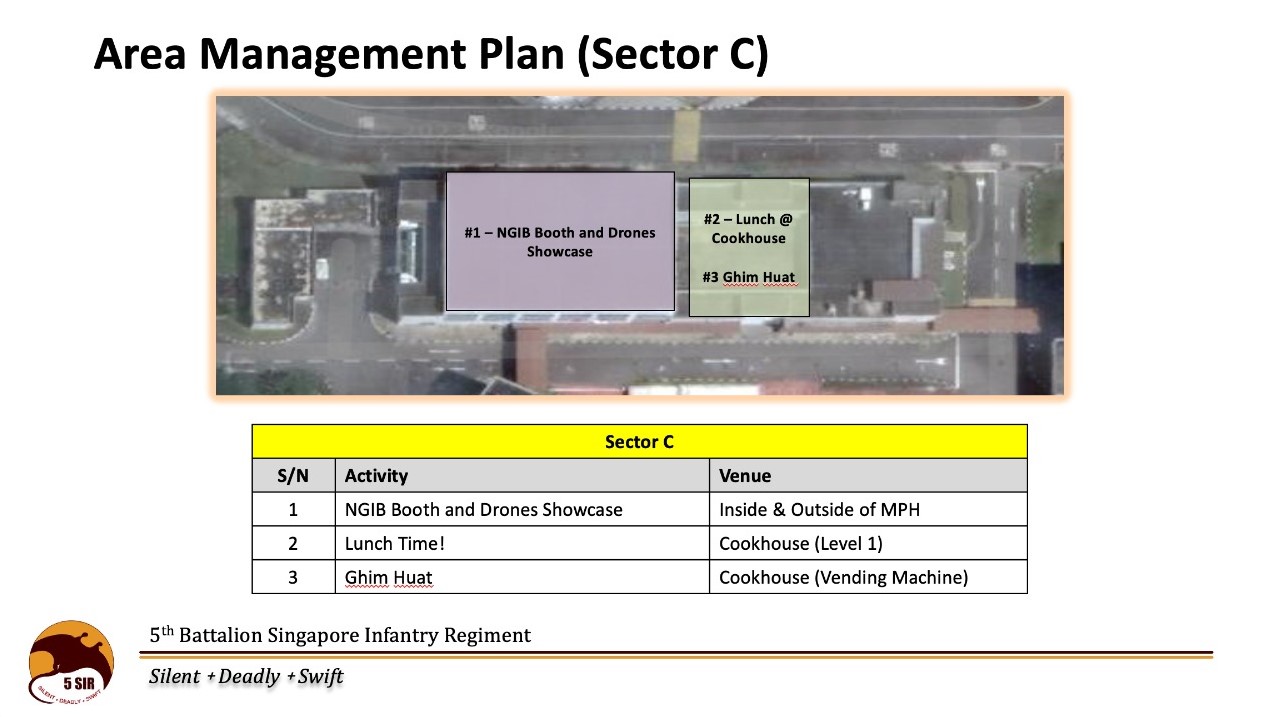 Area Management Plan (Sector C)
#1 – NGIB Booth and Drones
Showcase
#2 – Lunch @
Cookhouse
#3 Ghim Huat
Sector C
S/N Activity Venue
1 NGIB Booth and Drones Showcase Inside & Outside of MPH
2 Lunch Time! Cookhouse (Level 1)
3 Ghim Huat Cookhouse (Vending Machine)
5th Battalion Singapore Infantry Regiment
Silent + Deadly + Swift
5 SIR
SILENT • DEADLY • SWIFT